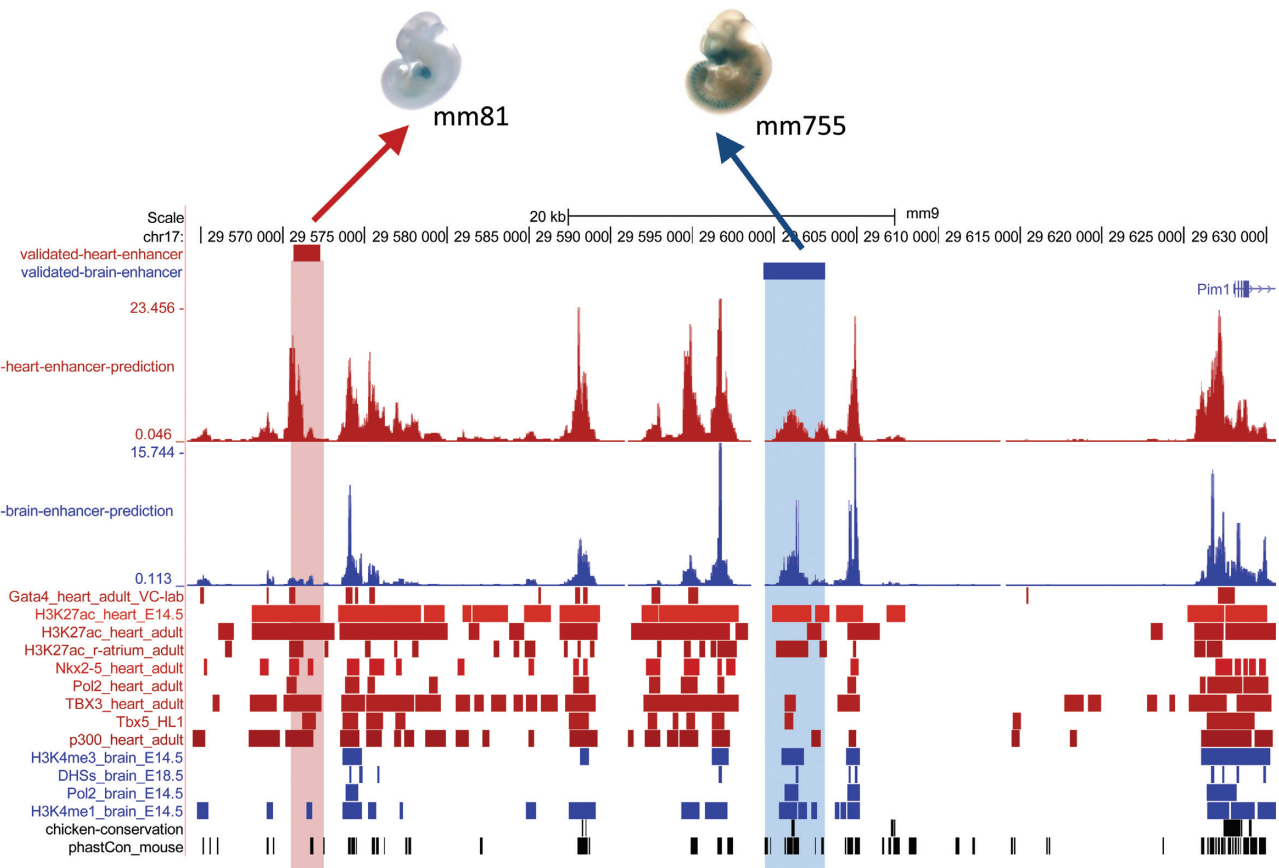 mm81
mm755
Scale 20 kb mm9
chr17: 29 570 000 29 575 000 29 580 000 29 585 000 29 590 000 29 595 000 29 600 000 29 605 000 29 610 000 29 615 000 29 620 000 29 625 000 29 630 000
validated-heart-enhancer
validated-brain-enhancer
Pim1
23.456
-heart-enhancer-prediction
0.046
15.744
-brain-enhancer-prediction
0.113
Gata4_heart_adult_VC-lab
H3K27ac_heart_E14.5
H3K27ac_heart_adult
H3K27ac_r-atrium_adult
Nkx2-5_heart_adult
Pol2_heart_adult
TBX3_heart_adult
Tbx5_HL1
p300_heart_adult
H3K4me3_brain_E14.5
DHSs_brain_E18.5
Pol2_brain_E14.5
H3K4me1_brain_E14.5
chicken-conservation
phastCon_mouse